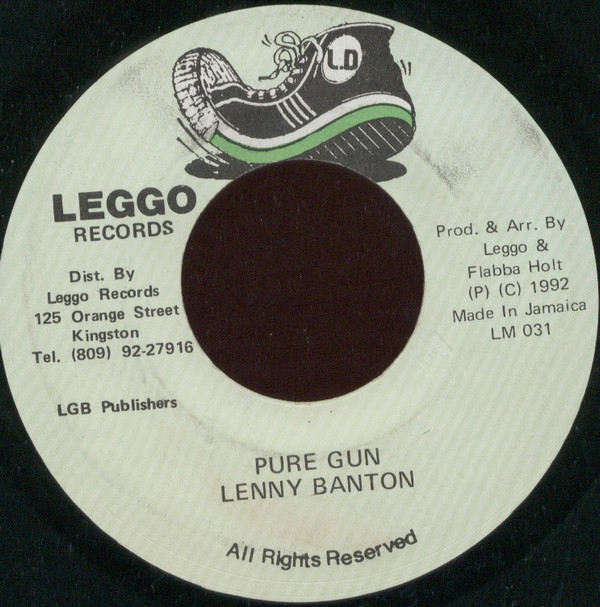 L.D
LEGGO
RECORDS
Dist. By
Leggo Records
125 Orange Street
Kingston
Tel. (809) 92-27916
LGB Publishers
Prod. & Arr. By
Leggo &
Flabba Holt
(P) (C) 1992
Made In Jamaica
LM 031
PURE GUN
LENNY BANTON
All Rights Reserved